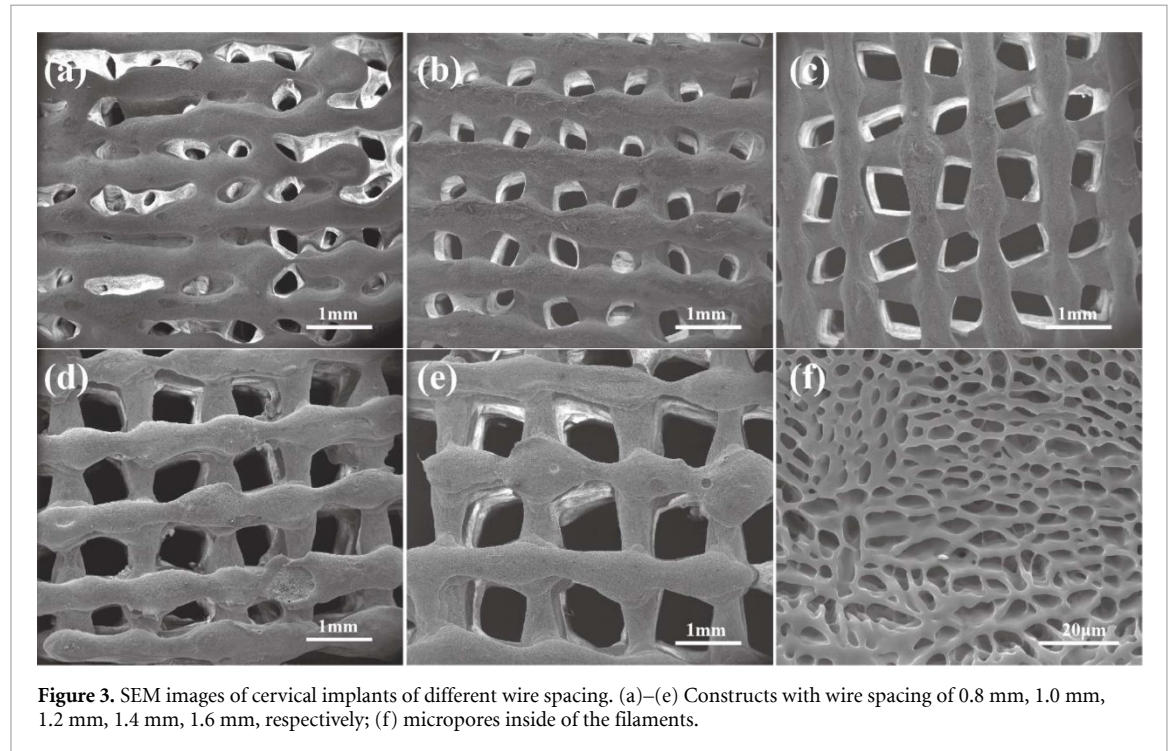 (a)
(b)
(c)
1mm
1mm
1mm
(d)
(e)
(f)
1mm
1mm
20μm
Figure 3. SEM images of cervical implants of different wire spacing. (a)–(e) Constructs with wire spacing of 0.8 mm, 1.0 mm,
1.2 mm, 1.4 mm, 1.6 mm, respectively; (f) micropores inside of the filaments.